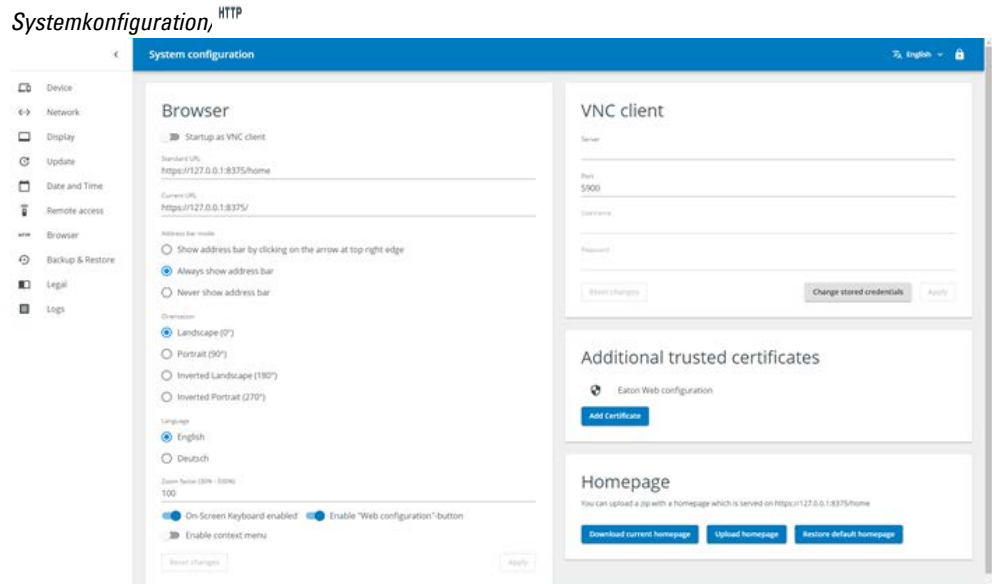 Systemkonfiguration, HTTP
System configuration
English
Device
Network
Display
Update
Date and Time
Remote access
HTTP
Browser
Backup & Restore
Legal
Logs
Browser
Startup as VNC client
Standard URL
https://127.0.0.1:8375/home
Current URL
https://127.0.0.1:8375/
Address bar mode
Show address bar by clicking on the arrow at top right edge
Always show address bar
Never show address bar
Orientation
Landscape (0°)
Portrait (90°)
Inverted Landscape (180°)
Inverted Portrait (270°)
Language
English
Deutsch
Zoom factor (30% - 500%)
100
On-Screen Keyboard enabled
Enable "Web configuration"-button
Enable context menu
Reset changes
Apply
VNC client
Server
Port
5900
Username
Password
Reset changes
Change stored credentials
Apply
Additional trusted certificates
Eaton Web configuration
Add Certificate
Homepage
You can upload a zip with a homepage which is served on https://127.0.0.1:8375/home
Download current homepage
Upload homepage
Restore default homepage